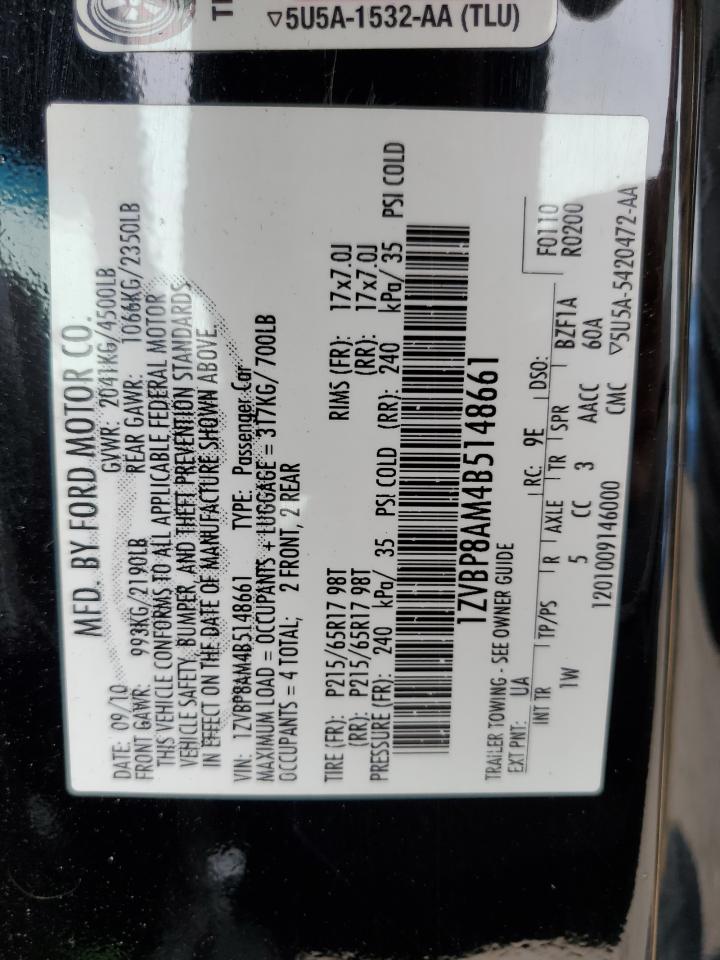 ▽5U5A-1532-AA (TLU)
MFD. BY FORD MOTOR CO.
DATE: 09/10 GVWR: 2041KG/4500LB
FRONT GAWR: 993KG/2190LB REAR GAWR: 1066KG/2350LB
THIS VEHICLE CONFORMS TO ALL APPLICABLE FEDERAL MOTOR
VEHICLE SAFETY, BUMPER, AND THEFT PREVENTION STANDARDS
IN EFFECT ON THE DATE OF MANUFACTURE SHOWN ABOVE.
VIN: 1ZVBP8AM4B5148661 TYPE: Passenger Car
MAXIMUM LOAD = OCCUPANTS + LUGGAGE = 317KG/ 700LB
OCCUPANTS = 4 TOTAL; 2 FRONT, 2 REAR
TIRE (FR): P215/65R17 98T RIMS (FR): 17x7.0J
(RR): P215/65R17 98T (RR): 17x7.0J
PRESSURE (FR): 240 kPa/ 35 PSI COLD (RR): 240 kPa/ 35 PSI COLD
1ZVBP8AM4B5148661
TRAILER TOWING - SEE OWNER GUIDE
F0110
EXT PNT: UA RC: 9E DSO: R0200
INT TR TP/PS R AXLE TR SPR BZF1A
1W 5 CC 3 AACC 60A
1201009146000 CMC ▽5U5A-5420472-AA